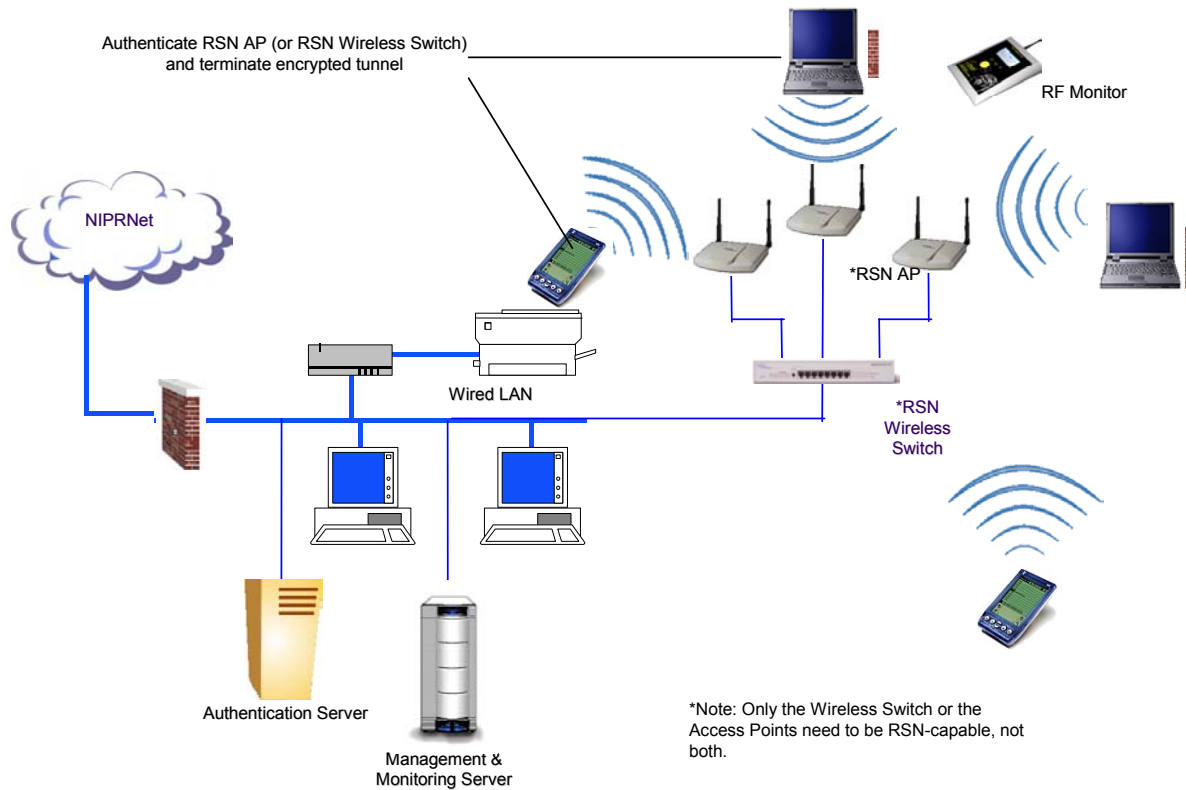 Authenticate RSN AP (or RSN Wireless Switch)
and terminate encrypted tunnel
RF Monitor
NIPRNet
*RSN AP
Wired LAN
*RSN
Wireless
Switch
Authentication Server
Management &
Monitoring Server
*Note: Only the Wireless Switch or the
Access Points need to be RSN-capable, not
both.